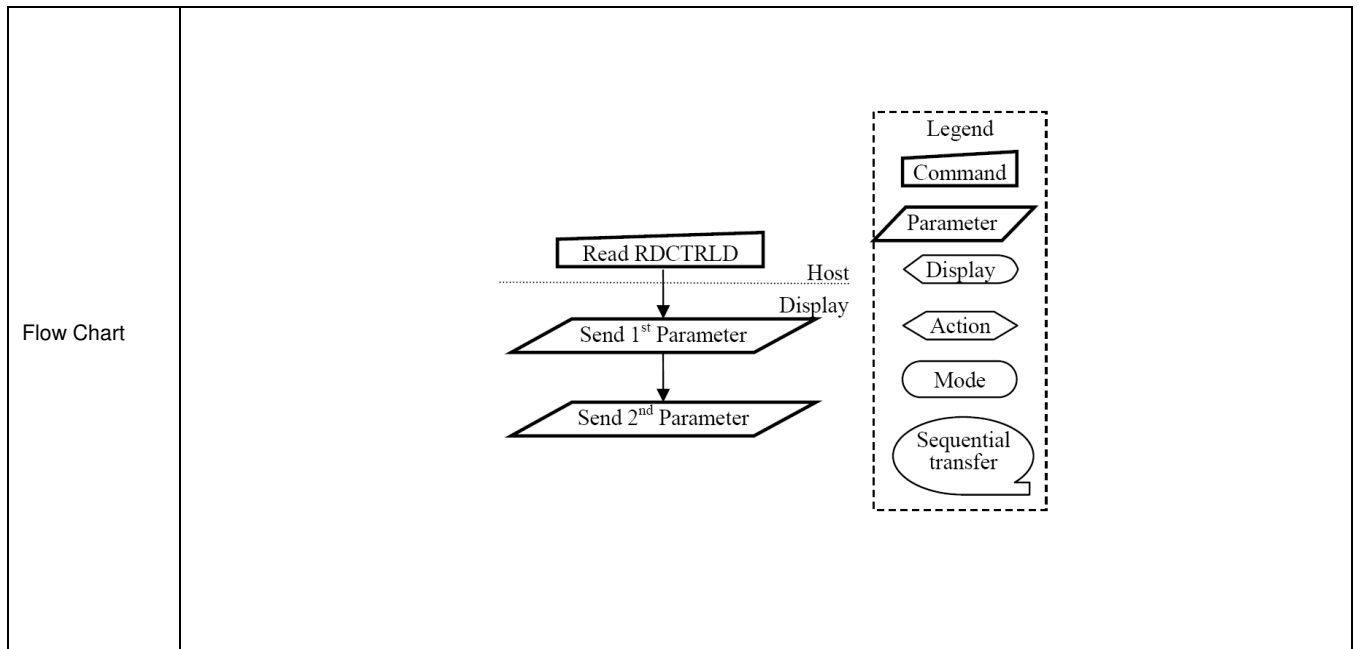 Flow Chart
Read RDCTRLD
Host
Display
Send 1st Parameter
Send 2nd Parameter
Legend
Command
Parameter
Display
Action
Mode
Sequential
transfer